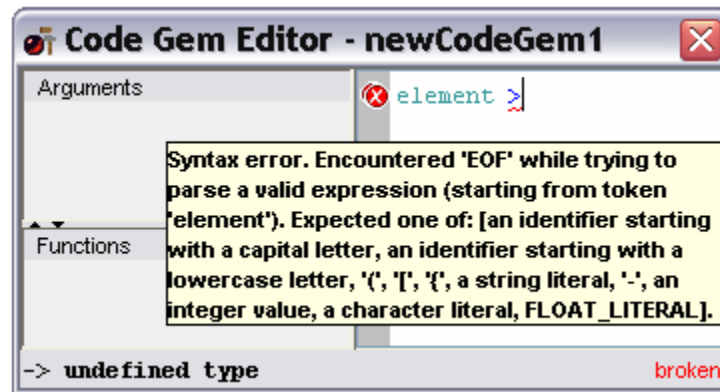 Code Gem Editor - newCodeGem1
Arguments
element >
Syntax error. Encountered 'EOF' while trying to
parse a valid expression (starting from token
'element'). Expected one of: [an identifier starting
with a capital letter, an identifier starting with a
lowercase letter, '(', '[', '{', a string literal, '-', an
integer value, a character literal, FLOAT_LITERAL].
Functions
-> undefined type
broken